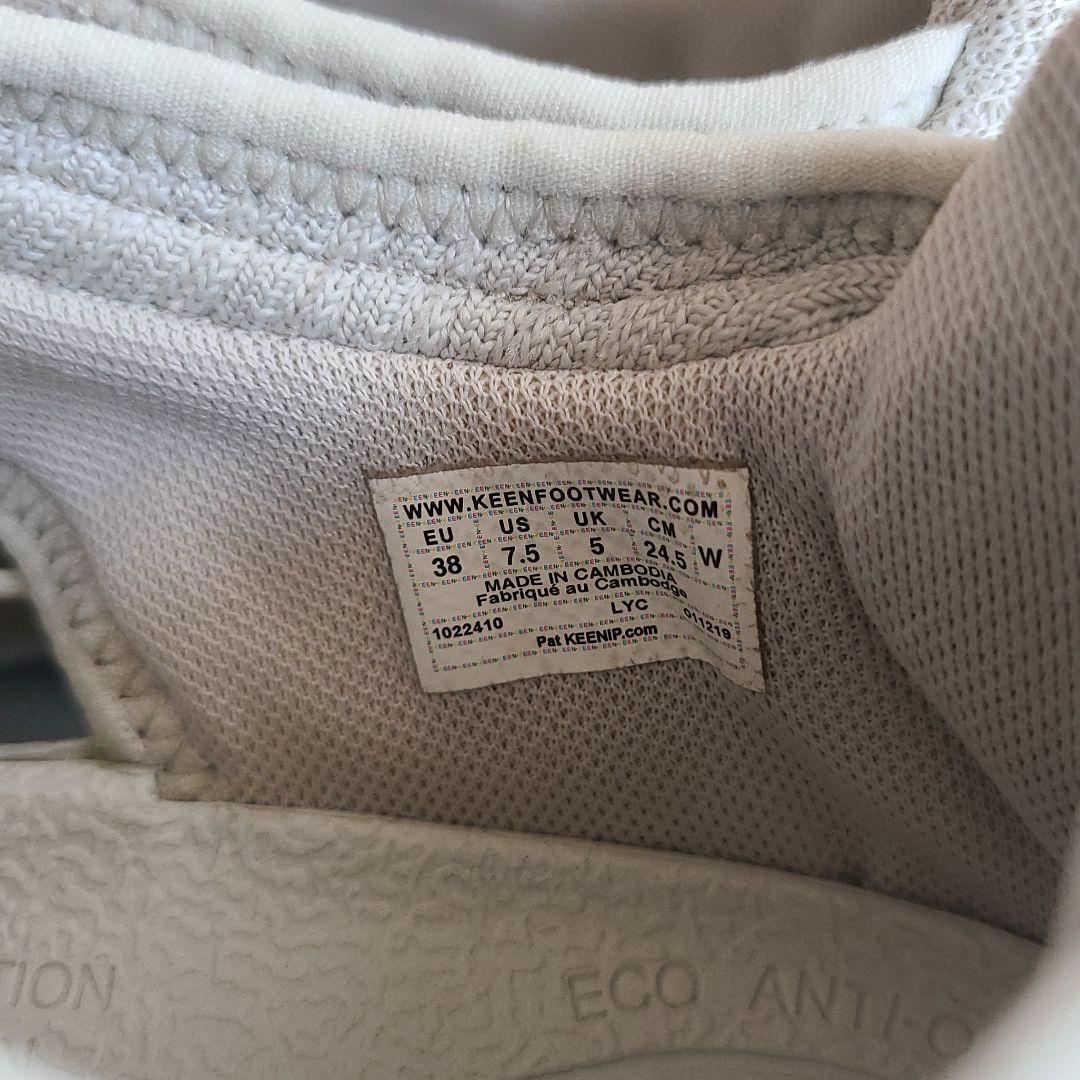 WWW.KEENFOOTWEAR.COM
EU US UK CM
38 7.5 5 24.5 W
MADE IN CAMBODIA
Fabriqué au Cambodge
1022410 LYC 011219
Pat KEENIP.com
TION ECO ANTI-O